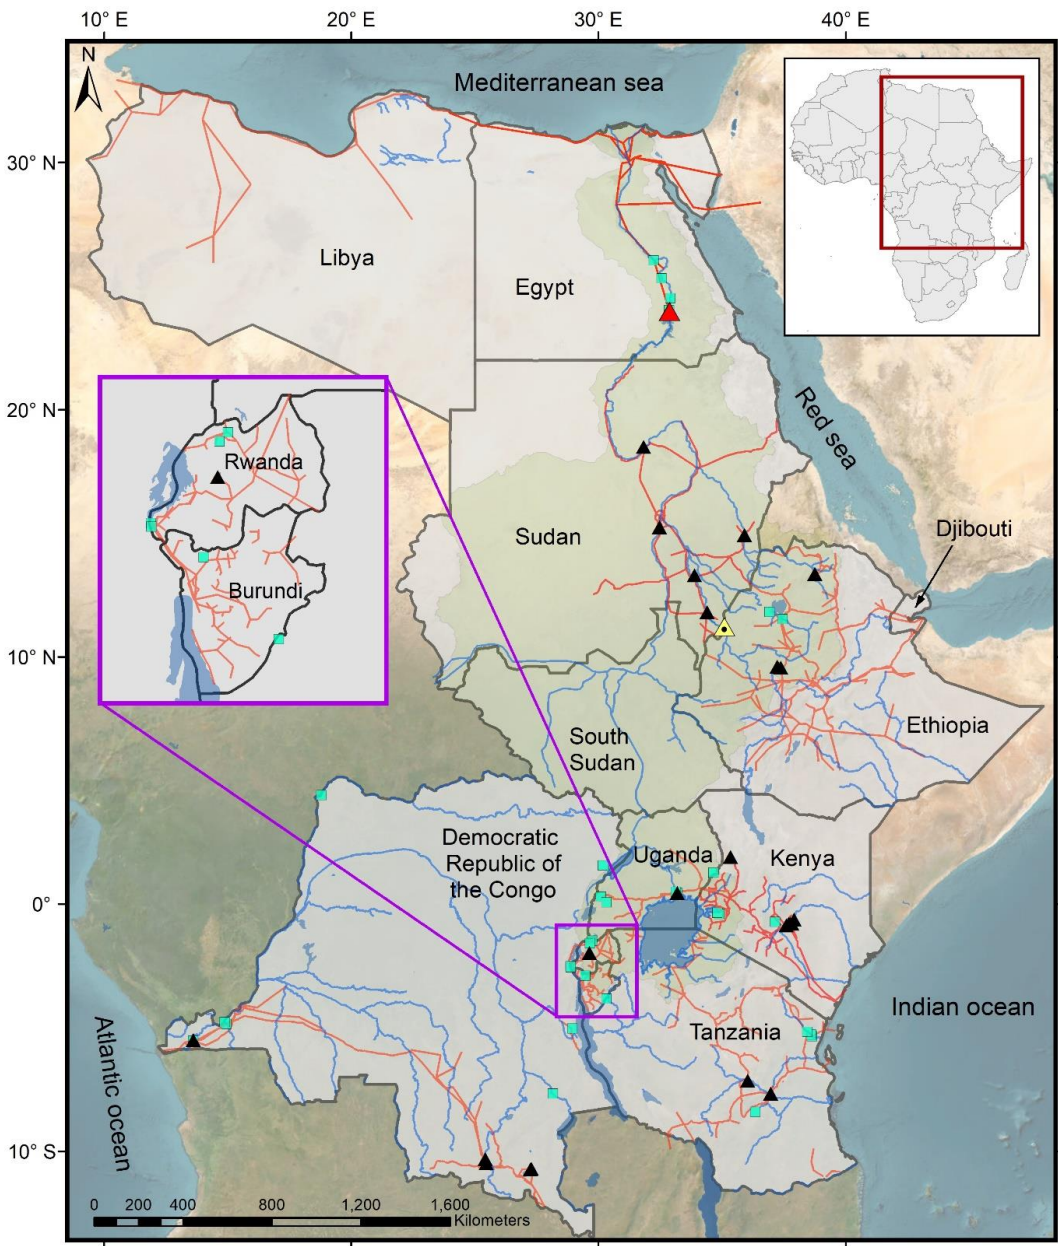 10° E
20° E
30° E
40° E
N
Mediterranean sea
30° N
Libya
Egypt
20° N
Red sea
Rwanda
Sudan
Djibouti
Burundi
10° N
Ethiopia
South
Sudan
Democratic
Republic of
the Congo
Uganda
Kenya
0°
Indian ocean
Atlantic ocean
Tanzania
10° S
0 200 400 800 1,200 1,600
Kilometers